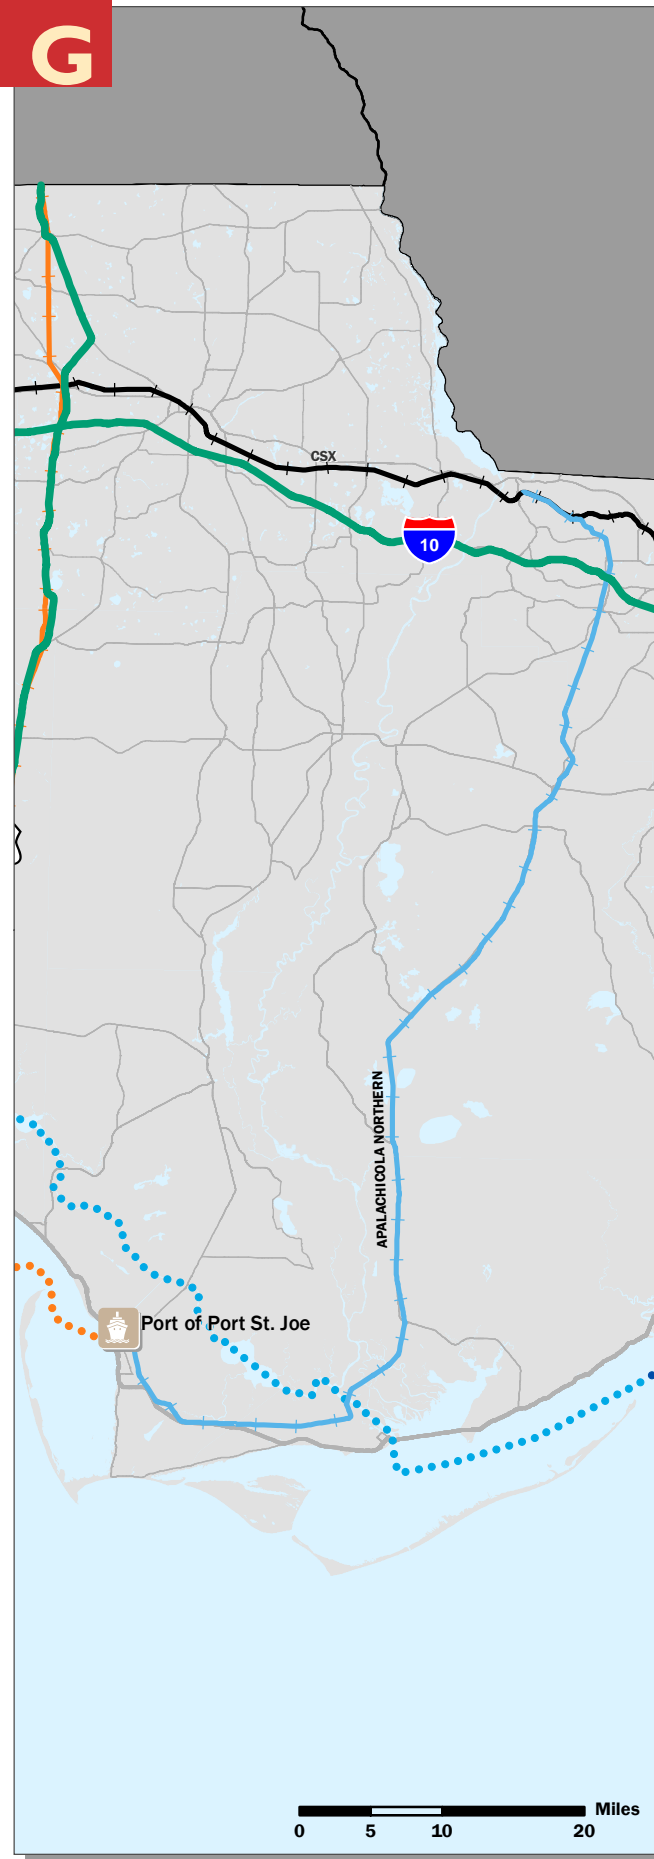 G
CSX
10
APALACHICOLA NORTHERN
Port of Port St. Joe
Miles
0 5 10 20